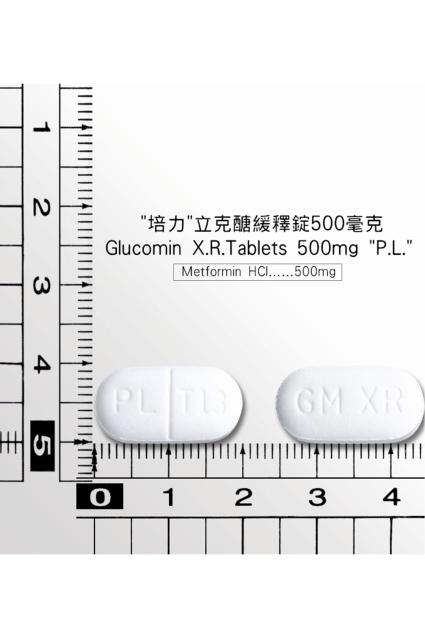 "培力"立克醣緩釋錠500毫克
Glucomin X.R.Tablets 500mg "P.L."
Metformin HCl......500mg
1
2
3
4
5
PL T13
GM XR
0 1 2 3 4